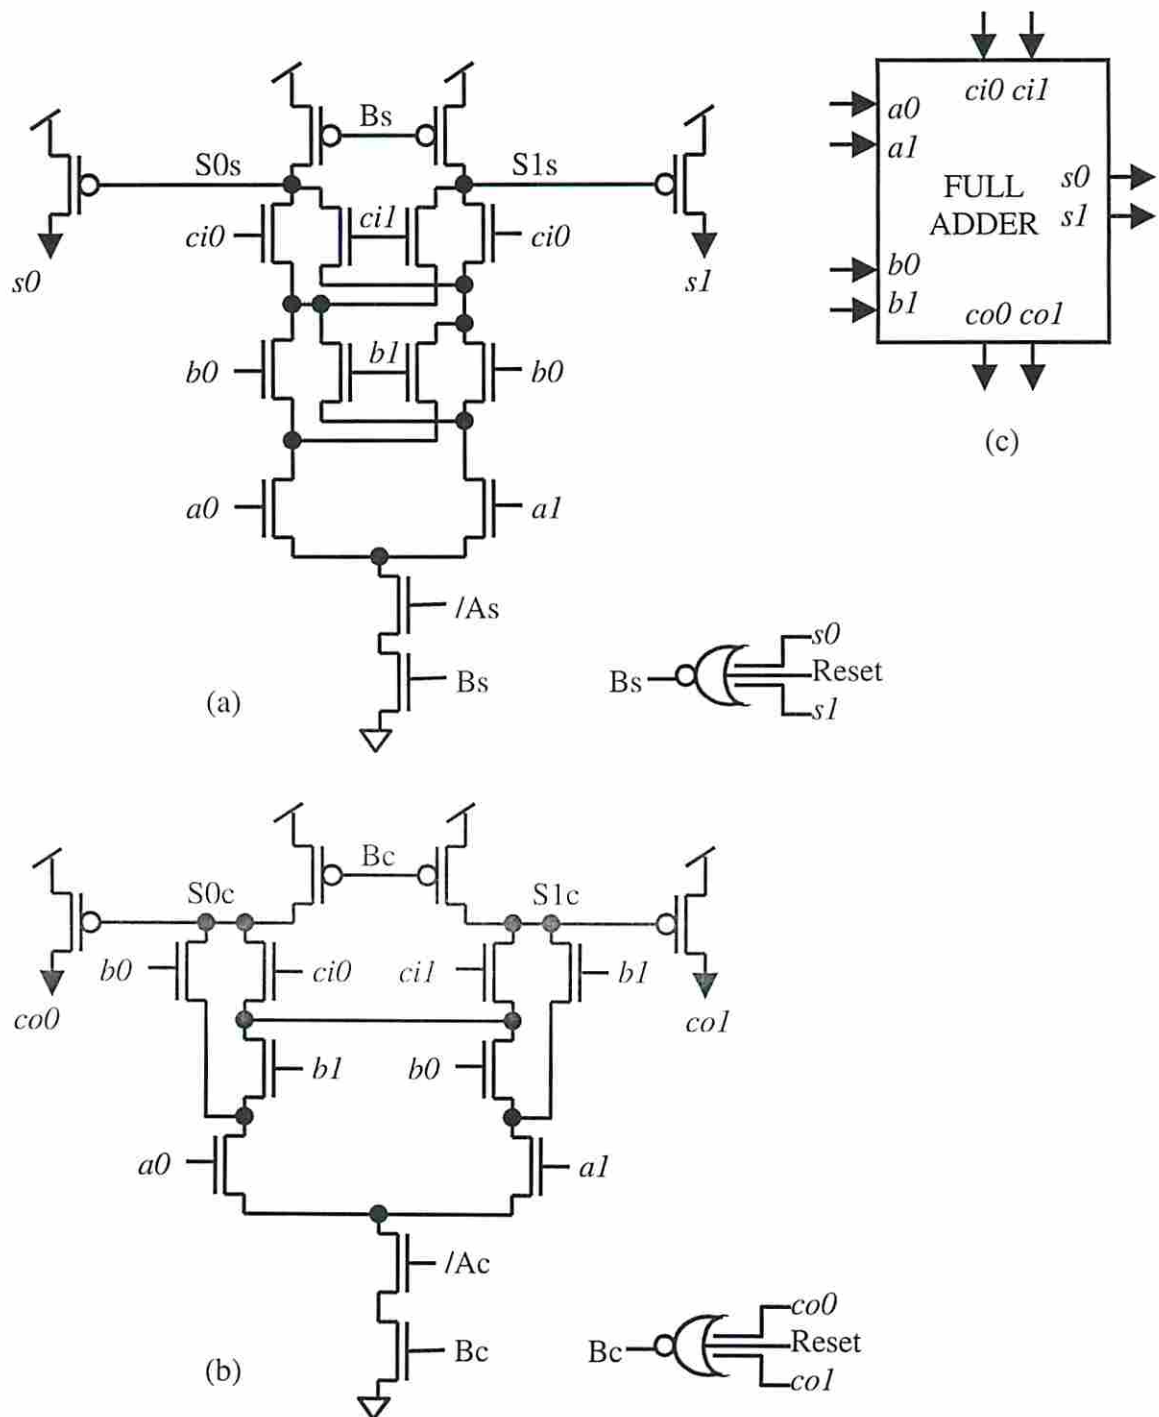 Bs
S0s
S1s
ci0
ci1
ci0
s0
s1
b0
b1
b0
a0
a1
/As
Bs
(a)
Bs
s0
Reset
s1
ci0 ci1
a0
a1
FULL
ADDER
s0
s1
b0
b1
co0 co1
(c)
Bc
S0c
S1c
b0
ci0
ci1
b1
co0
co1
b1
b0
a0
a1
/Ac
Bc
(b)
Bc
co0
Reset
co1